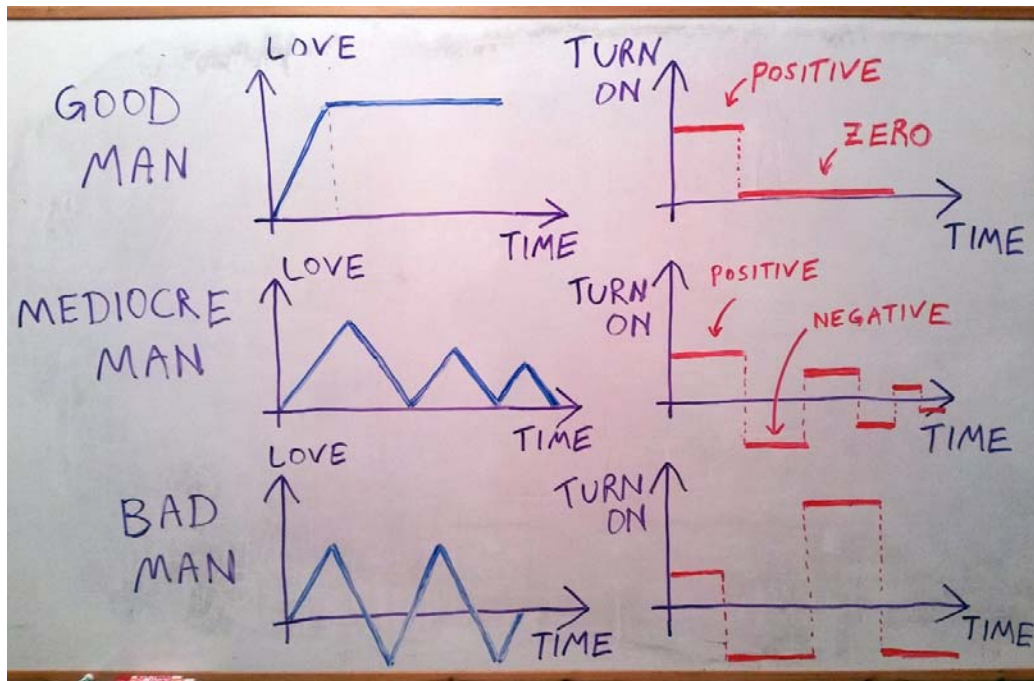 GOOD
MAN
LOVE
TIME
TURN
ON
POSITIVE
ZERO
TIME
MEDIOCRE
MAN
LOVE
TIME
TURN
ON
POSITIVE
NEGATIVE
TIME
BAD
MAN
LOVE
TIME
TURN
ON
TIME